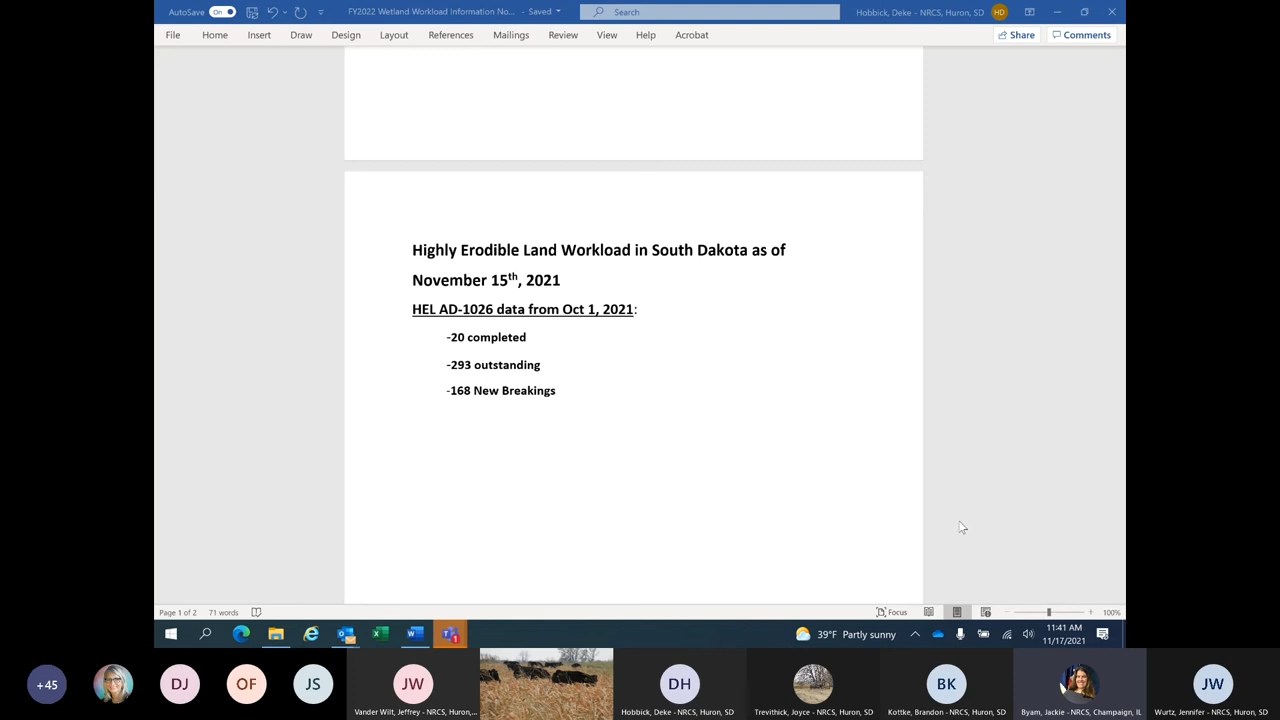 AutoSave On FY2022 Wetland Workload Information No... - Saved Search Hobbick, Deke - NRCS, Huron, SD HD
File Home Insert Draw Design Layout References Mailings Review View Help Acrobat Share Comments
Highly Erodible Land Workload in South Dakota as of
November 15th, 2021
HEL AD-1026 data from Oct 1, 2021:
-20 completed
-293 outstanding
-168 New Breakings
Page 1 of 2 71 words Focus 100%
39°F Partly sunny 11:41 AM
11/17/2021
+45 DJ OF JS JW DH BK JW
Vander Wilt, Jeffrey - NRCS, Huron,... Hobbick, Deke - NRCS, Huron, SD Trevithick, Joyce - NRCS, Huron, SD Kottke, Brandon - NRCS, Huron, SD Byam, Jackie - NRCS, Champaign, IL Wurtz, Jennifer - NRCS, Huron, SD